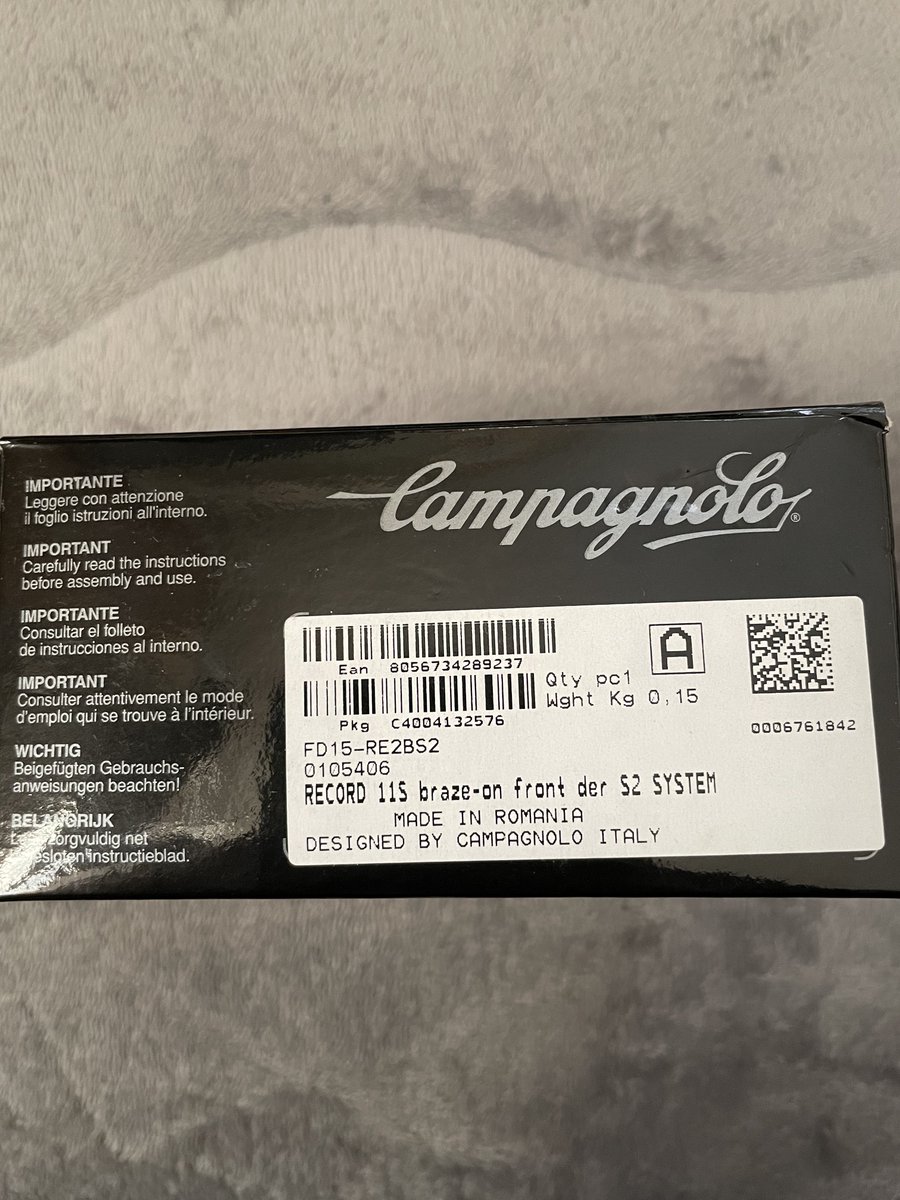 IMPORTANTE
Leggere con attenzione
il foglio istruzioni all'interno.
IMPORTANT
Carefully read the instructions
before assembly and use.
IMPORTANTE
Consultar el folleto
de instrucciones al interno.
IMPORTANT
Consulter attentivement le mode
d'emploi qui se trouve à l'intérieur.
WICHTIG
Beigefügten Gebrauchs-
anweisungen beachten!
BELANGRIJK
net
instructieblad.
Campagnolo®
Ean 8056734289237
A
Qty pc1
Wght Kg 0,15
Pkg C4004132576
0006761842
FD15-RE2BS2
0105406
RECORD 11S braze-on front der S2 SYSTEM
MADE IN ROMANIA
DESIGNED BY CAMPAGNOLO ITALY